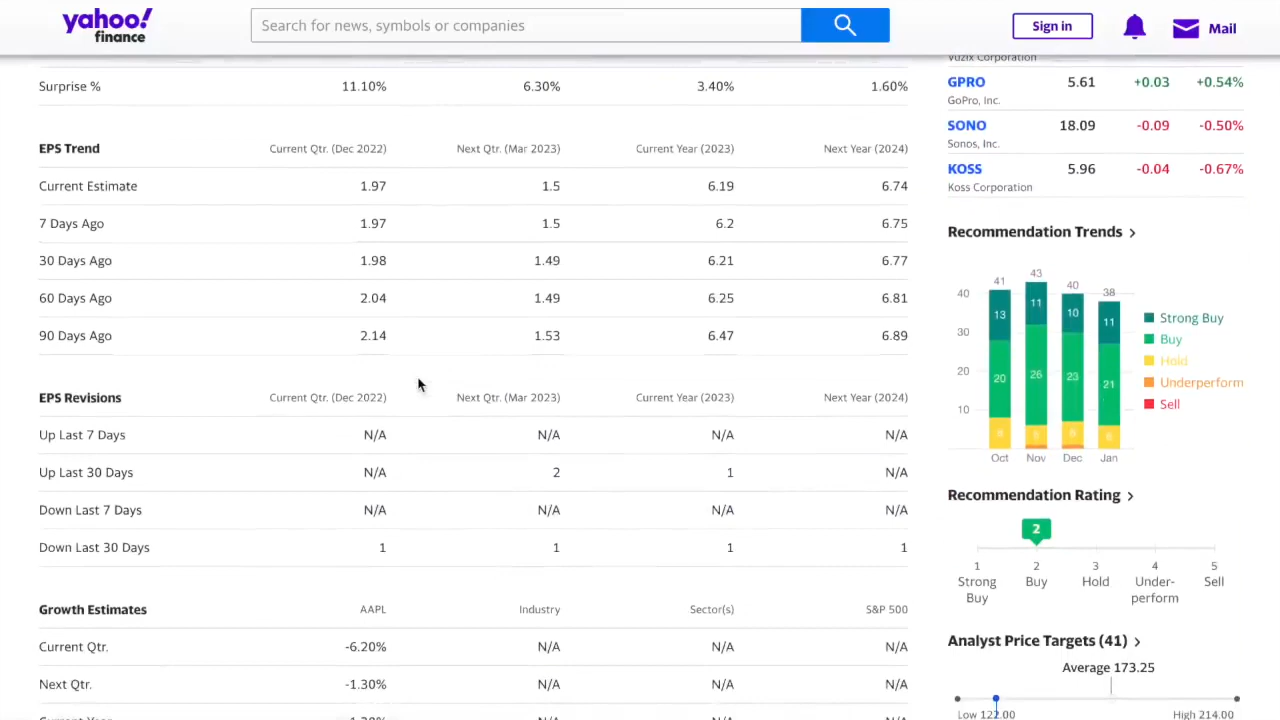 yahoo!
finance
Search for news, symbols or companies
Sign in
Mail
Surprise % 11.10% 6.30% 3.40% 1.60%
EPS Trend Current Qtr. (Dec 2022) Next Qtr. (Mar 2023) Current Year (2023) Next Year (2024)
Current Estimate 1.97 1.5 6.19 6.74
7 Days Ago 1.97 1.5 6.2 6.75
30 Days Ago 1.98 1.49 6.21 6.77
60 Days Ago 2.04 1.49 6.25 6.81
90 Days Ago 2.14 1.53 6.47 6.89
EPS Revisions Current Qtr. (Dec 2022) Next Qtr. (Mar 2023) Current Year (2023) Next Year (2024)
Up Last 7 Days N/A N/A N/A N/A
Up Last 30 Days N/A 2 1 N/A
Down Last 7 Days N/A N/A N/A N/A
Down Last 30 Days 1 1 1 1
Growth Estimates AAPL Industry Sector(s) S&P 500
Current Qtr. -6.20% N/A N/A N/A
Next Qtr. -1.30% N/A N/A N/A
Vuzix Corporation
GPRO 5.61 +0.03 +0.54%
GoPro, Inc.
SONO 18.09 -0.09 -0.50%
Sonos, Inc.
KOSS 5.96 -0.04 -0.67%
Koss Corporation
Recommendation Trends
41 43 40 38
40
30
20
10
13 11 10 11
20 26 23 21
Oct Nov Dec Jan
Strong Buy
Buy
Hold
Underperform
Sell
Recommendation Rating
2
1 2 3 4 5
Strong Buy Hold Under- Sell
Buy perform
Analyst Price Targets (41)
Average 173.25
Low 122.00 High 214.00